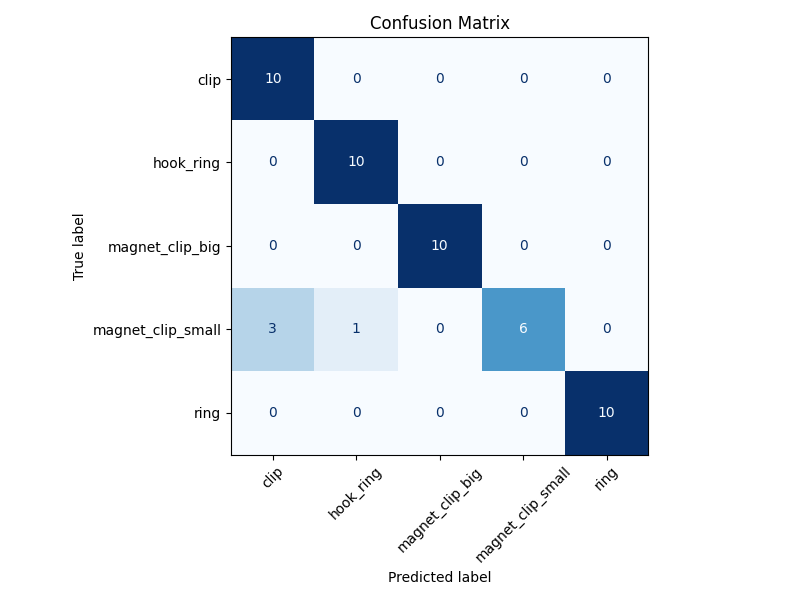 Confusion Matrix
True label
clip 10 0 0 0 0
hook_ring 0 10 0 0 0
magnet_clip_big 0 0 10 0 0
magnet_clip_small 3 1 0 6 0
ring 0 0 0 0 10
clip hook_ring magnet_clip_big magnet_clip_small ring
Predicted label